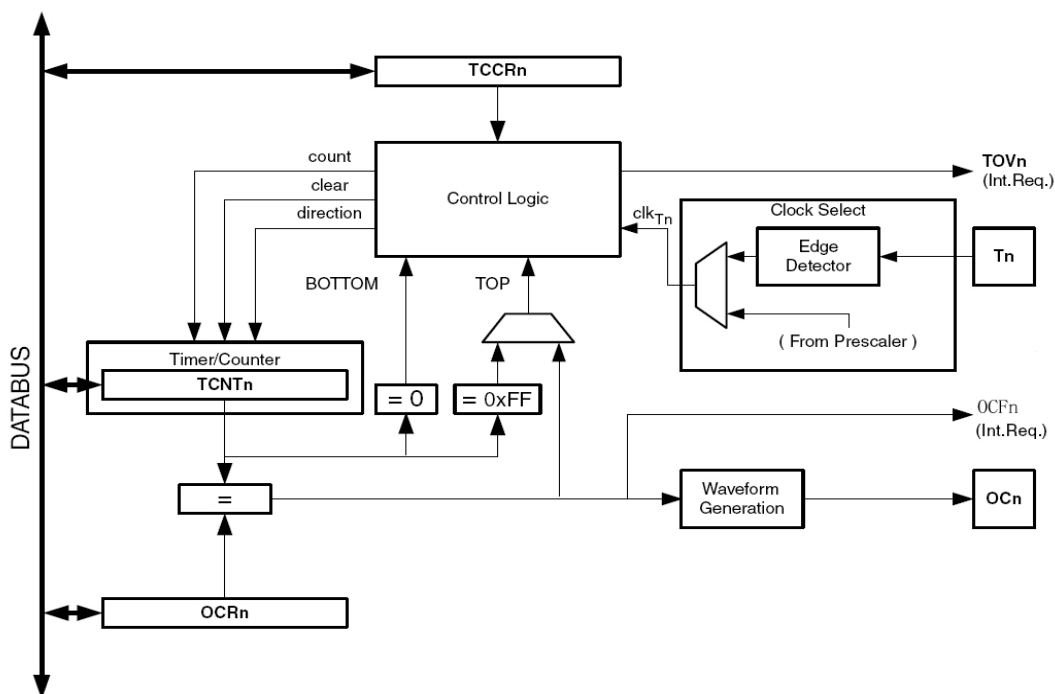 TCCRn
count
clear
direction
Control Logic
TOVn
(Int.Req.)
clkTn
Clock Select
Edge
Detector
Tn
( From Prescaler )
BOTTOM
TOP
Timer/Counter
TCNTn
= 0
= 0xFF
DATABUS
OCFn
(Int.Req.)
=
Waveform
Generation
OCn
OCRn